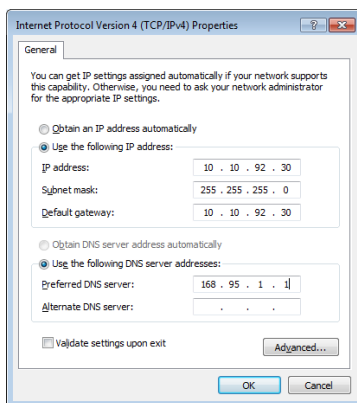 Internet Protocol Version 4 (TCP/IPv4) Properties
General
You can get IP settings assigned automatically if your network supports
this capability. Otherwise, you need to ask your network administrator
for the appropriate IP settings.
Obtain an IP address automatically
Use the following IP address:
IP address: 10 . 10 . 92 . 30
Subnet mask: 255 . 255 . 255 . 0
Default gateway: 10 . 10 . 92 . 30
Obtain DNS server address automatically
Use the following DNS server addresses:
Preferred DNS server: 168 . 95 . 1 . 1
Alternate DNS server: . . .
Validate settings upon exit
Advanced...
OK Cancel